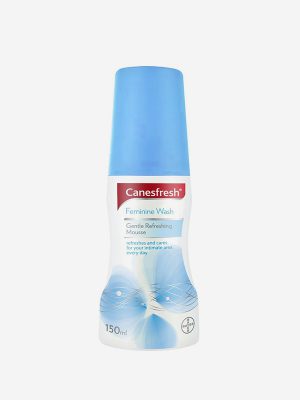 Canesfresh®
Feminine Wash
Gentle Refreshing
Mousse
refreshes and cares
for your intimate area
every day
150ml
BAYER